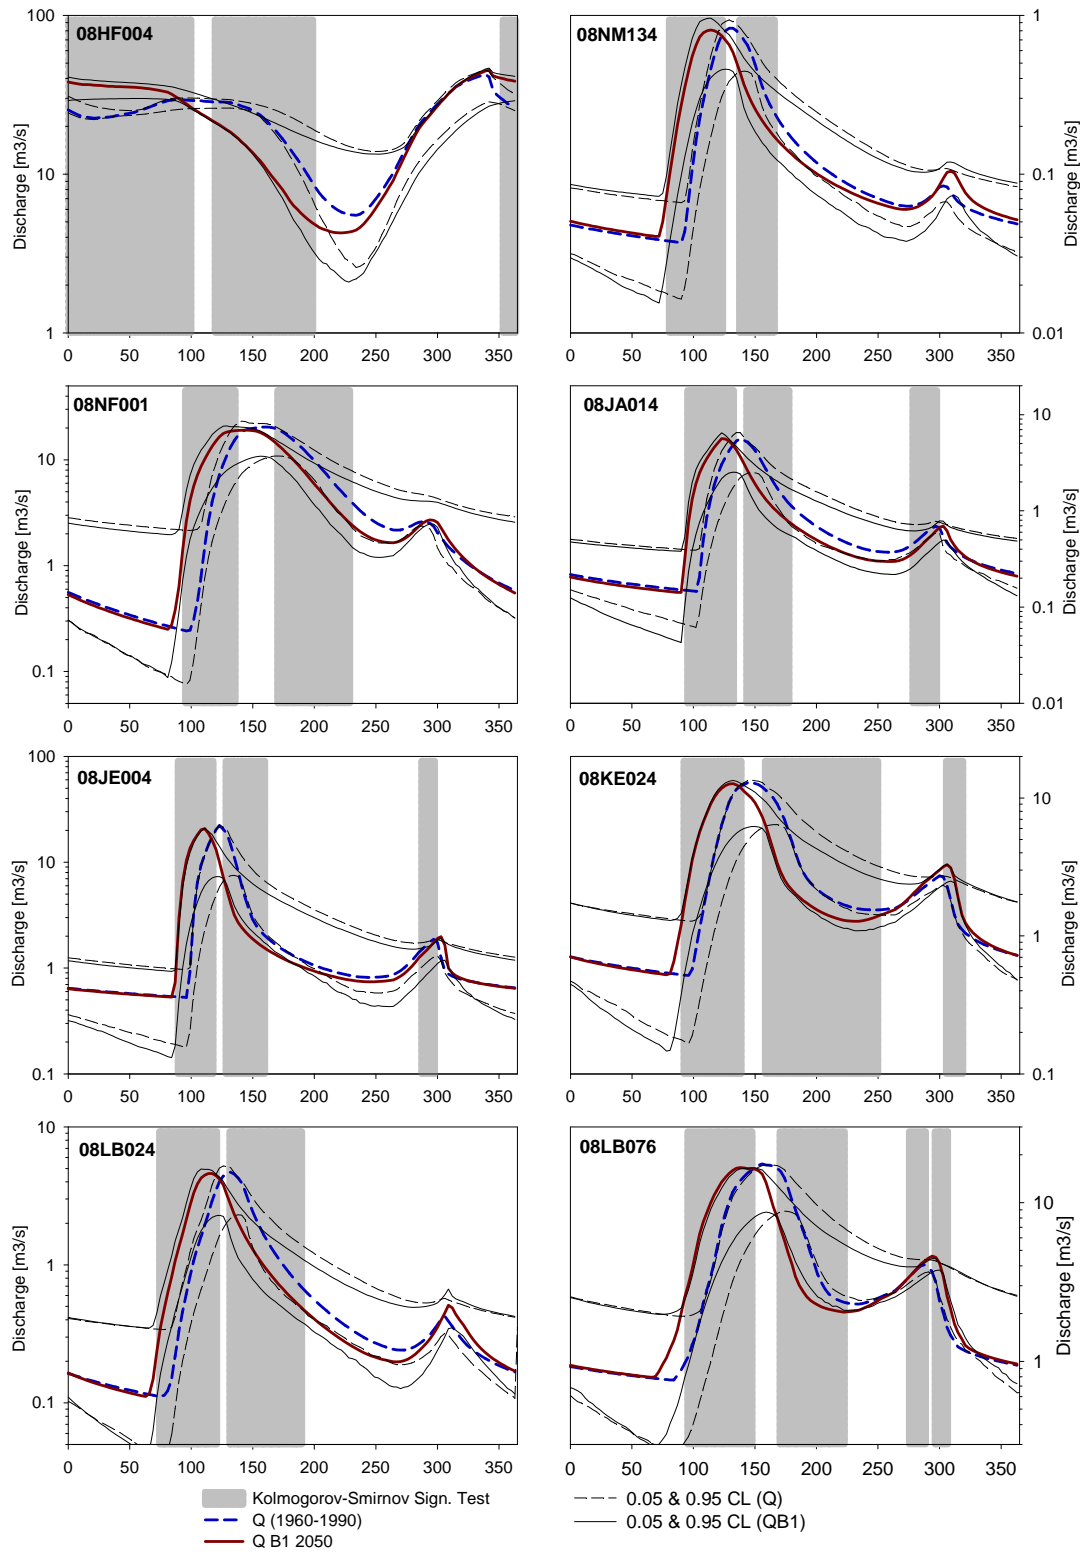 08HF004
08NM134
100
10
1
Discharge [m3/s]
0 50 100 150 200 250 300 350
1
0.1
0.01
Discharge [m3/s]
0 50 100 150 200 250 300 350
08NF001
08JA014
10
1
0.1
Discharge [m3/s]
0 50 100 150 200 250 300 350
10
1
0.1
0.01
Discharge [m3/s]
0 50 100 150 200 250 300 350
08JE004
08KE024
100
10
1
0.1
Discharge [m3/s]
0 50 100 150 200 250 300 350
10
1
0.1
Discharge [m3/s]
0 50 100 150 200 250 300 350
08LB024
08LB076
10
1
0.1
Discharge [m3/s]
0 50 100 150 200 250 300 350
10
1
Discharge [m3/s]
0 50 100 150 200 250 300 350
Kolmogorov-Smirnov Sign. Test
Q (1960-1990)
Q B1 2050
0.05 & 0.95 CL (Q)
0.05 & 0.95 CL (QB1)